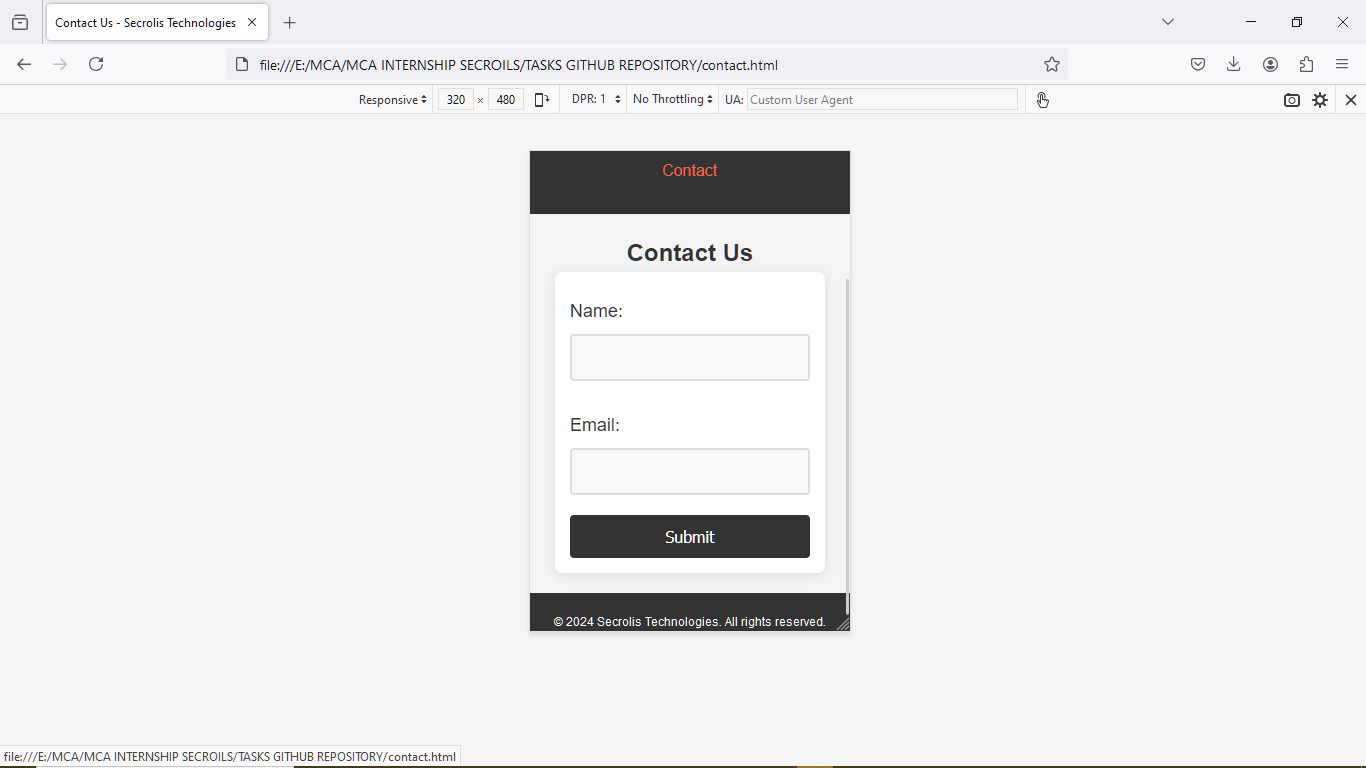 Contact Us - Secrolis Technologies
file:///E:/MCA/MCA INTERNSHIP SECROILS/TASKS GITHUB REPOSITORY/contact.html
Responsive 320 × 480 DPR: 1 No Throttling UA: Custom User Agent
Contact
Contact Us
Name:
Email:
Submit
© 2024 Secrolis Technologies. All rights reserved.
file:///E:/MCA/MCA INTERNSHIP SECROILS/TASKS GITHUB REPOSITORY/contact.html